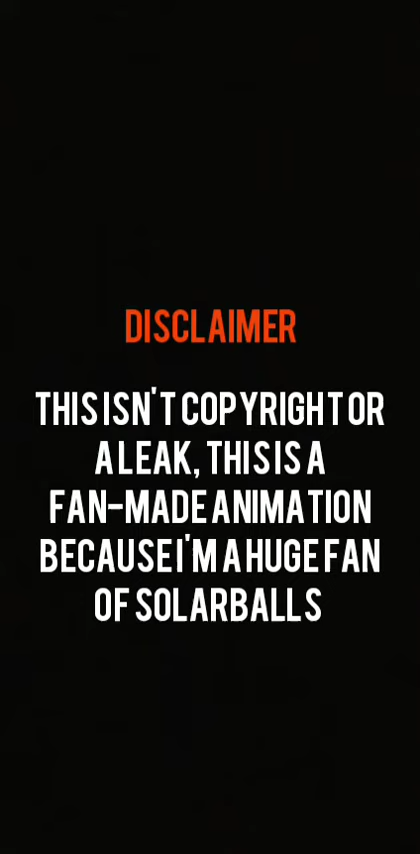 DISCLAIMER
THIS ISN'T COPYRIGHT OR
A LEAK, THIS IS A
FAN-MADE ANIMATION
BECAUSE I'M A HUGE FAN
OF SOLARBALLS